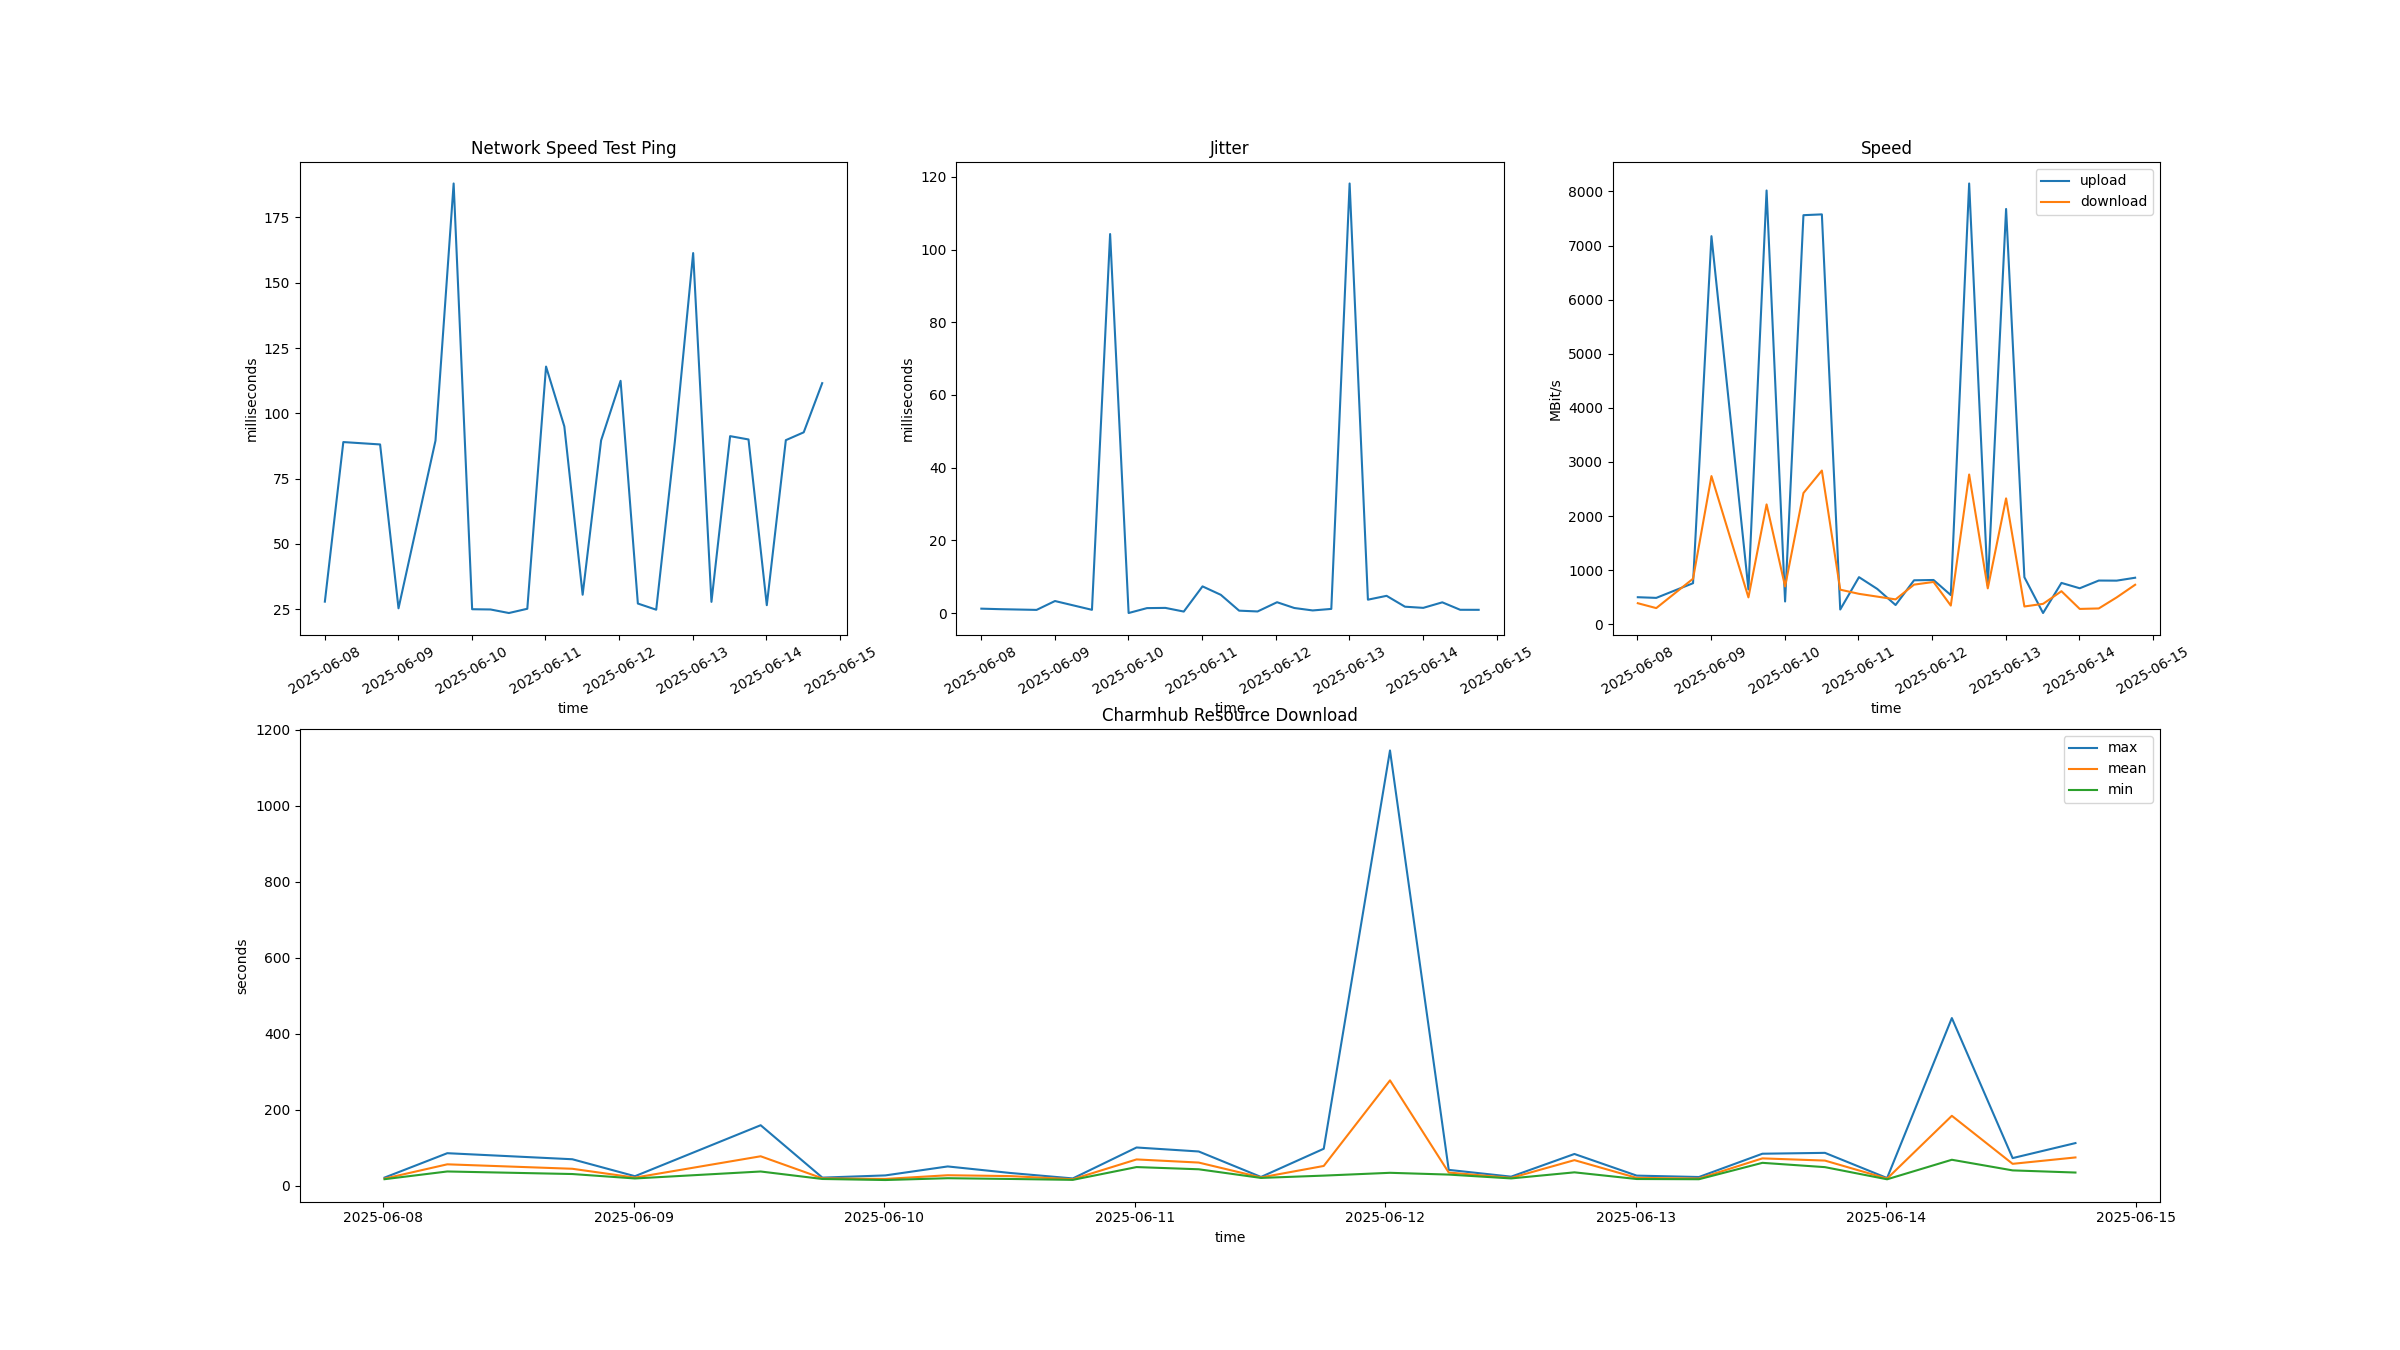 Network Speed Test Ping
milliseconds
175
150
125
100
75
50
25
2025-06-08 2025-06-09 2025-06-10 2025-06-11 2025-06-12 2025-06-13 2025-06-14 2025-06-15
time
Jitter
milliseconds
120
100
80
60
40
20
0
2025-06-08 2025-06-09 2025-06-10 2025-06-11 2025-06-12 2025-06-13 2025-06-14 2025-06-15
time
Speed
MBit/s
8000
7000
6000
5000
4000
3000
2000
1000
0
upload
download
2025-06-08 2025-06-09 2025-06-10 2025-06-11 2025-06-12 2025-06-13 2025-06-14 2025-06-15
time
Charmhub Resource Download
seconds
1200
1000
800
600
400
200
0
max
mean
min
2025-06-08 2025-06-09 2025-06-10 2025-06-11 2025-06-12 2025-06-13 2025-06-14 2025-06-15
time